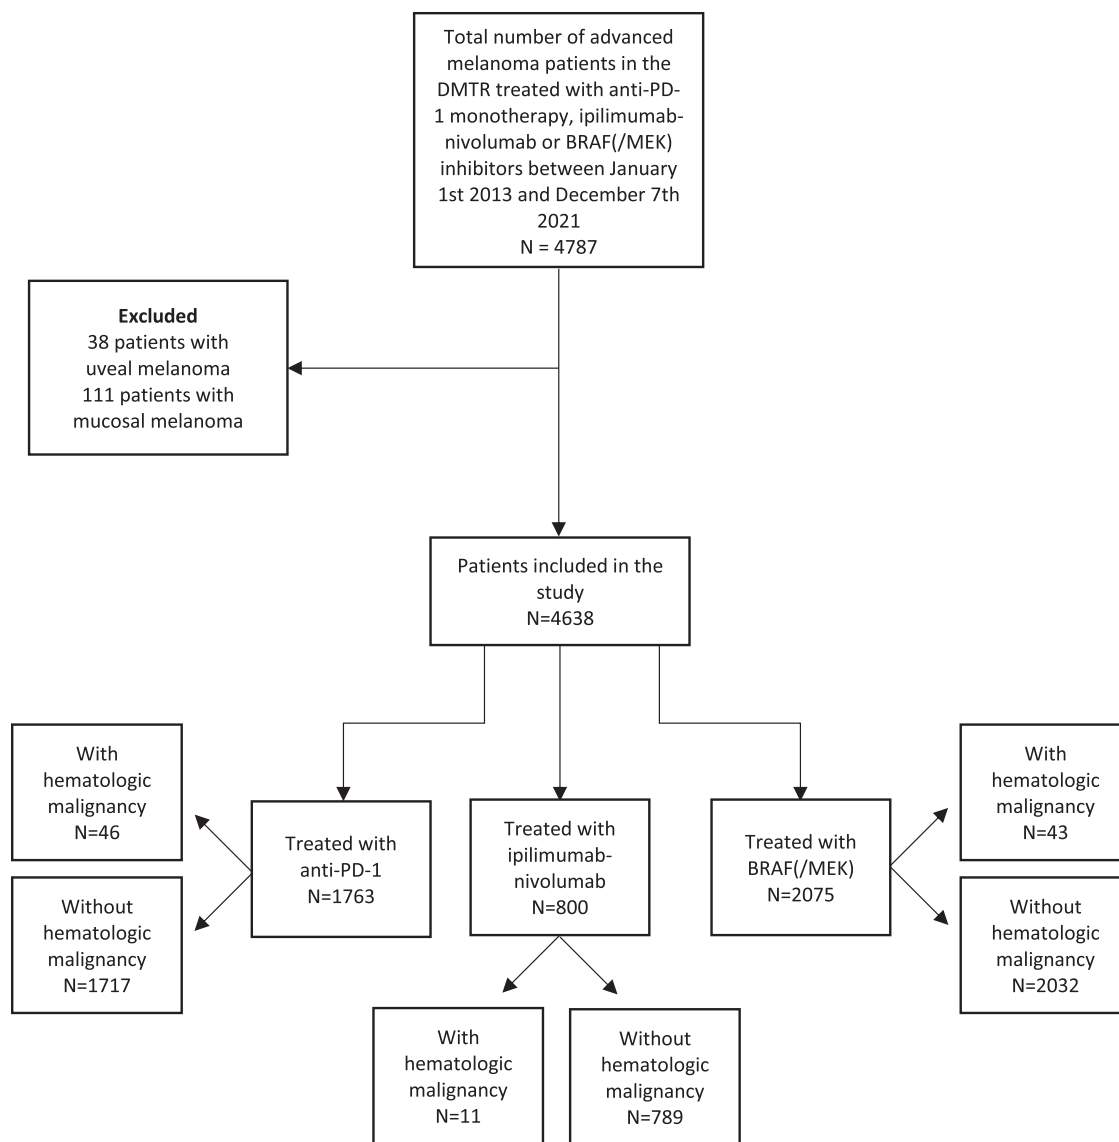 Total number of advanced
melanoma patients in the
DMTR treated with anti-PD-
1 monotherapy, ipilimumab-
nivolumab or BRAF(/MEK)
inhibitors between January
1st 2013 and December 7th
2021
N = 4787
Excluded
38 patients with
uveal melanoma
111 patients with
mucosal melanoma
Patients included in the
study
N=4638
With
hematologic
malignancy
N=46
Without
hematologic
malignancy
N=1717
Treated with
anti-PD-1
N=1763
Treated with
ipilimumab-
nivolumab
N=800
Treated with
BRAF(/MEK)
N=2075
With
hematologic
malignancy
N=43
Without
hematologic
malignancy
N=2032
With
hematologic
malignancy
N=11
Without
hematologic
malignancy
N=789